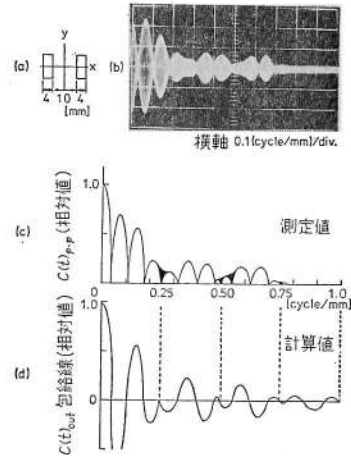 (a)
y
x
4 10 4
[mm]
(b)
横軸 0.1[cycle/mm]/div.
(c)
C(t)p-p (相対値)
1.0
測定値
0
0.25
0.50
0.75
1.0
[cycle/mm]
(d)
C(t)out 包絡線(相対値)
1.0
計算値
0